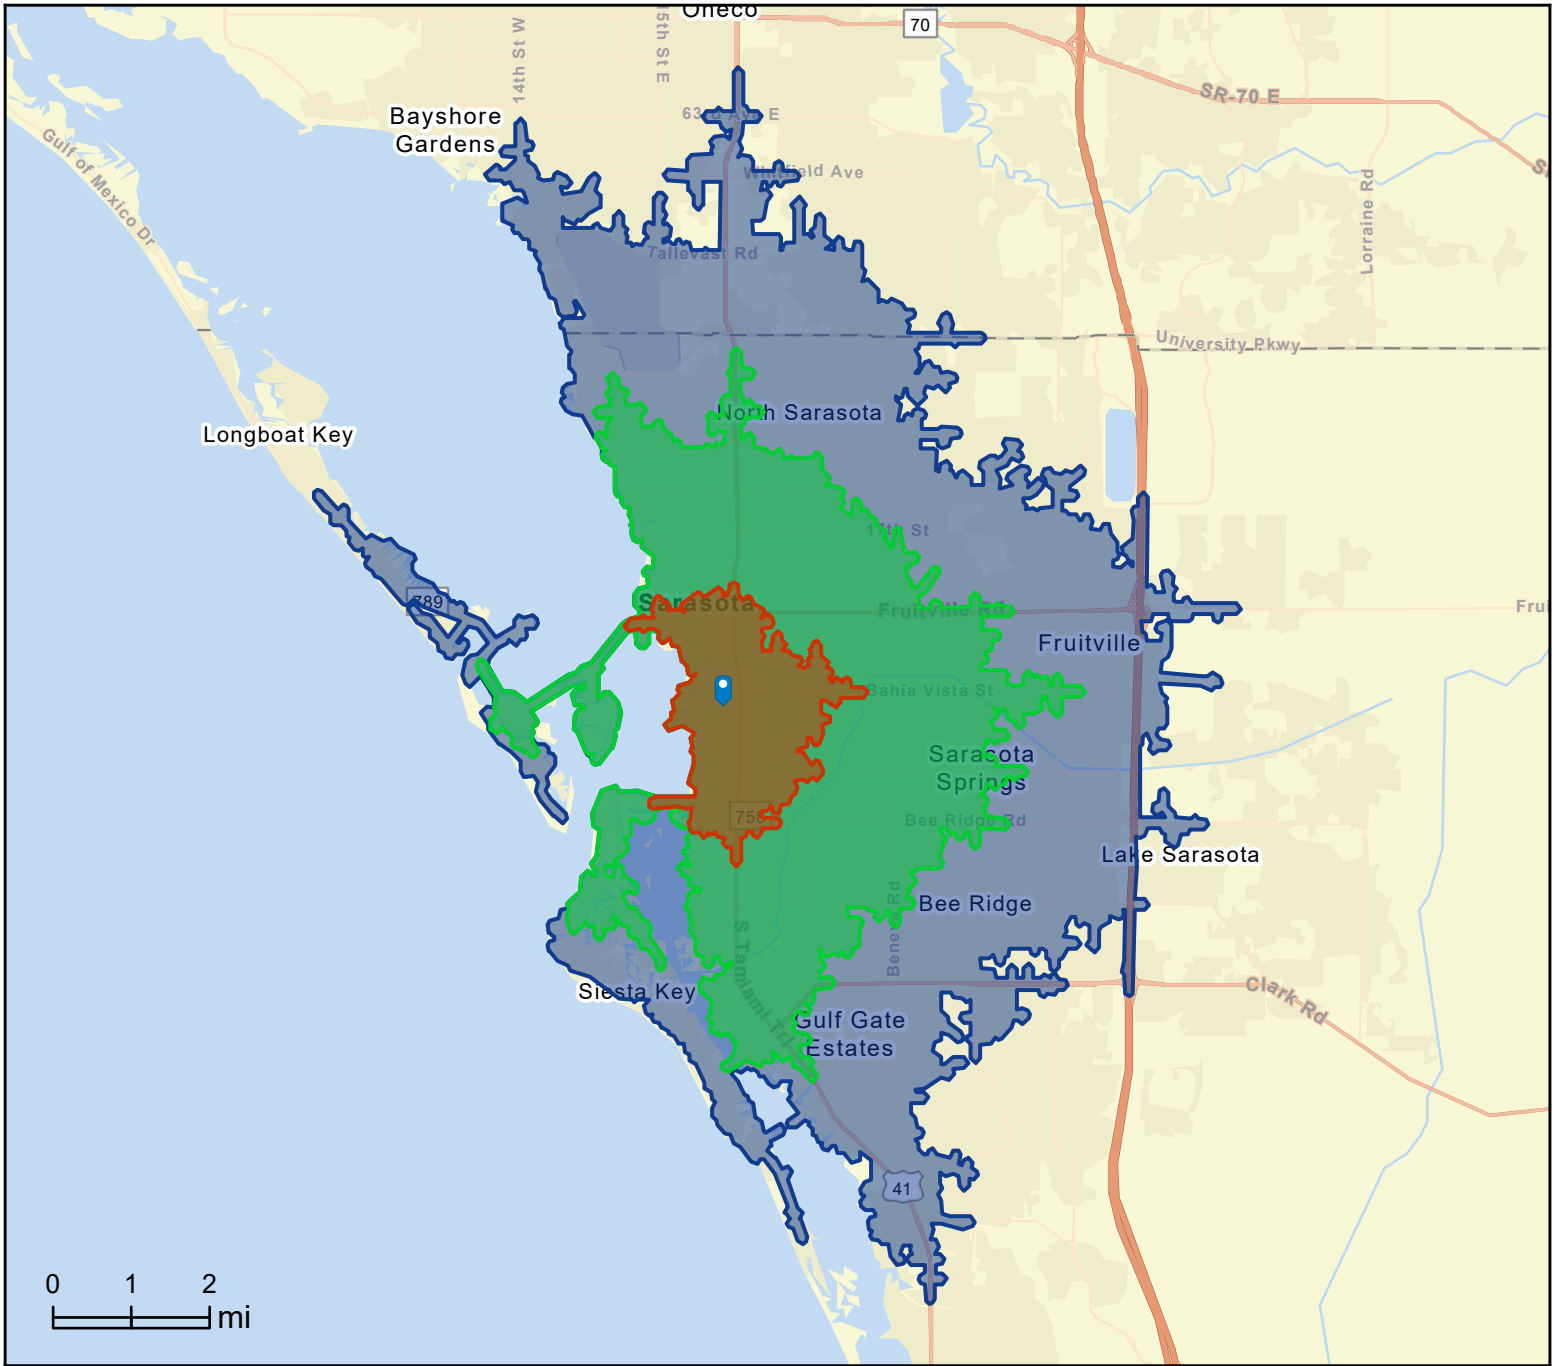 Oneco
70
14th St W
15th St E
SR-70 E
63rd Ave E
Bayshore
Gardens
Whitfield Ave
Gulf of Mexico Dr
Lorraine Rd
Tallevast Rd
University Pkwy
North Sarasota
Longboat Key
17th St
789
Sarasota
Fruitville Rd
Frui
Fruitville
Bahia Vista St
Sarasota
Springs
758
Bee Ridge Rd
Lake Sarasota
Bee Ridge
Beneva Rd
S Tamiami Trl
Siesta Key
Clark Rd
Gulf Gate
Estates
41
0 1 2
mi